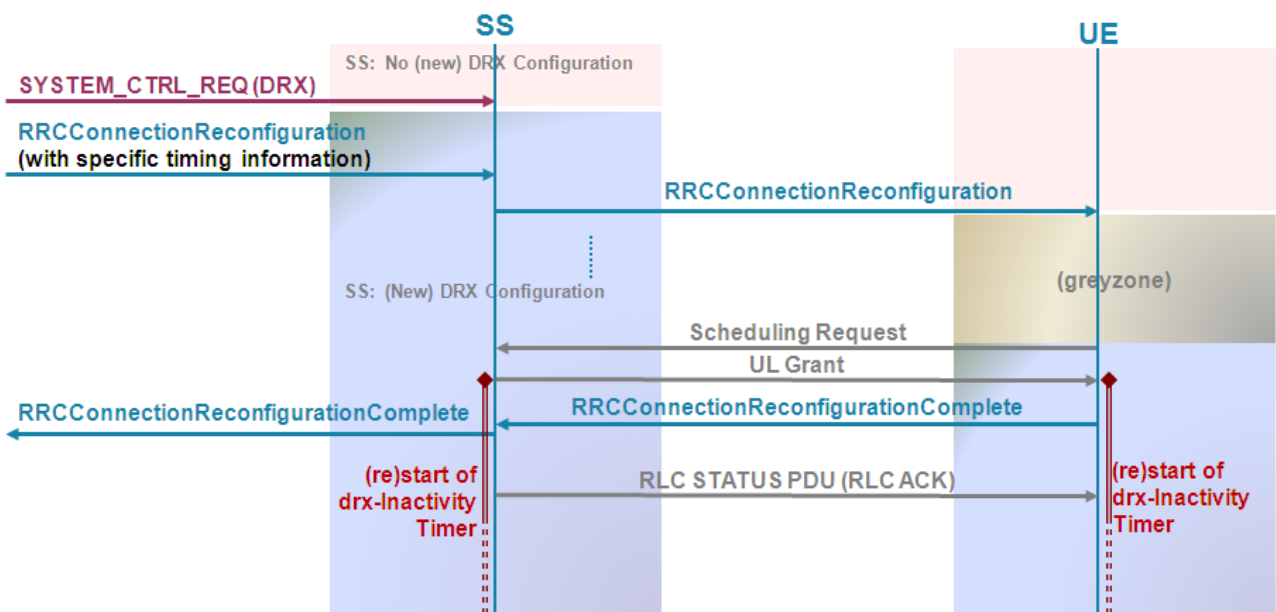 SS
UE
SS: No (new) DRX Configuration
SYSTEM_CTRL_REQ(DRX)
RRCConnectionReconfiguration
(with specific timing information)
RRCConnectionReconfiguration
(greyzone)
SS: (New) DRX Configuration
Scheduling Request
UL Grant
RRCConnectionReconfigurationComplete
RRCConnectionReconfigurationComplete
(re)start of
drx-Inactivity
Timer
RLC STATUS PDU (RLC ACK)
(re)start of
drx-Inactivity
Timer